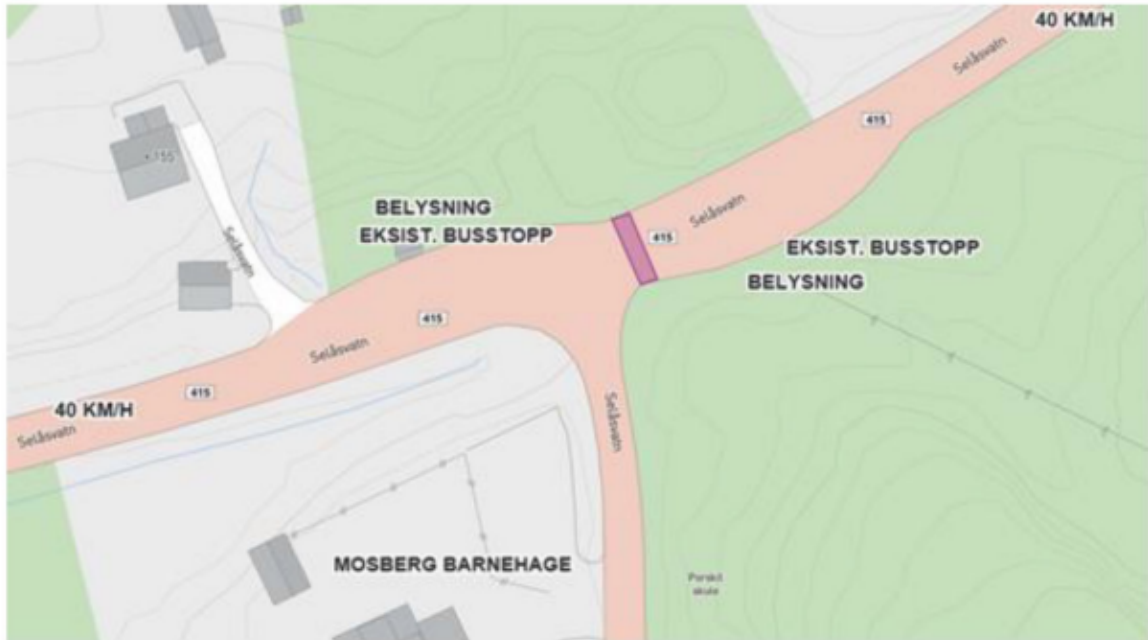 40 KM/H
Selåsvatn
415
155
BELYSNING
EKSIST. BUSSTOPP
Selåsvatn
415
Selåsvatn
EKSIST. BUSSTOPP
BELYSNING
415
Selåsvatn
415
40 KM/H
Selåsvatn
Selåsvatn
MOSBERG BARNEHAGE